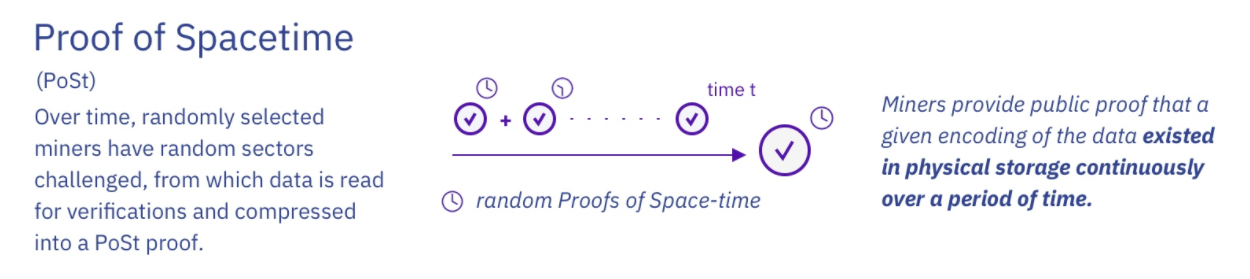 Proof of Spacetime
(PoSt)
Over time, randomly selected
miners have random sectors
challenged, from which data is read
for verifications and compressed
into a PoSt proof.
time t
+
random Proofs of Space-time
Miners provide public proof that a
given encoding of the data existed
in physical storage continuously
over a period of time.